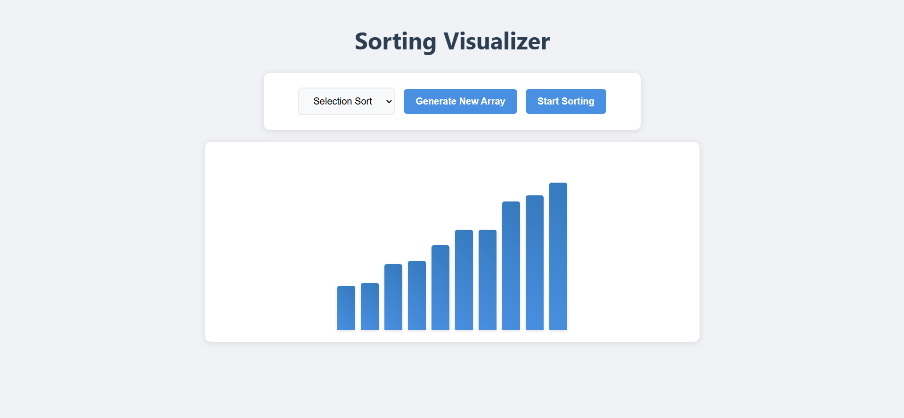 Sorting Visualizer
Selection Sort Generate New Array Start Sorting